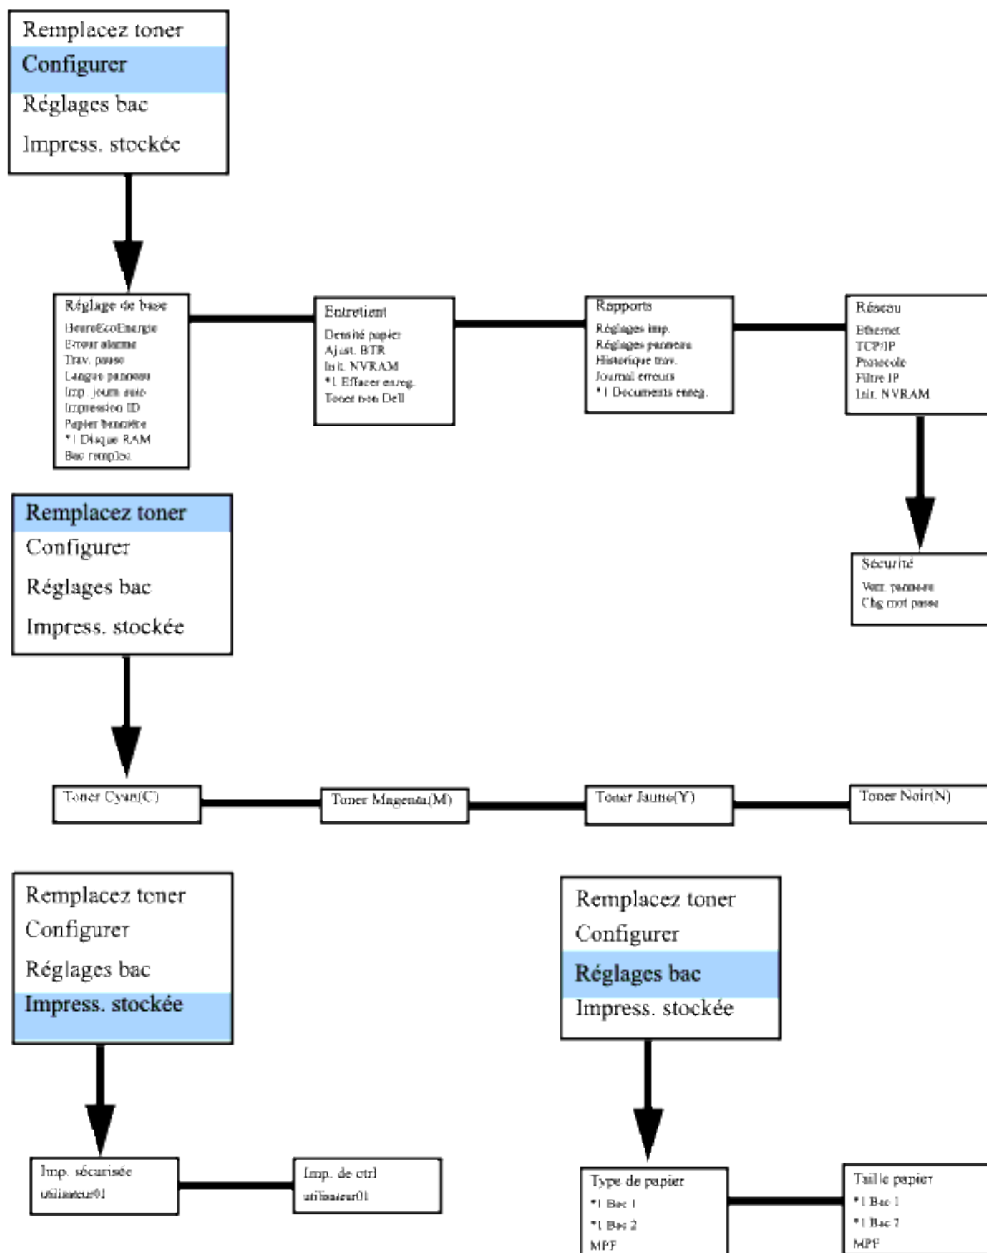 Remplacez toner
Configurer
Réglages bac
Impress. stockée
Réglage de base
HeureEcoEnergie
Erreur alarme
Trav. pause
Langue panneau
Imp. journ auto
Impression ID
Papier bannière
*1 Disque RAM
Bac remplac
Entretient
Densité papier
Ajust. BTR
Init. NVRAM
*1 Effacer enreg.
Toner non Dell
Rapports
Réglages imp.
Réglages panneau
Historique trav.
Journal erreurs
*1 Documents enreg.
Réseau
Ethernet
TCP/IP
Protocole
Filtre IP
Init. NVRAM
Sécurité
Verr. panneau
Chg mot passe
Remplacez toner
Configurer
Réglages bac
Impress. stockée
Toner Cyan(C)
Toner Magenta(M)
Toner Jaune(Y)
Toner Noir(N)
Remplacez toner
Configurer
Réglages bac
Impress. stockée
Imp. sécurisée
utilisateur01
Imp. de ctrl
utilisateur01
Remplacez toner
Configurer
Réglages bac
Impress. stockée
Type de papier
*1 Bac 1
*1 Bac 2
MPF
Taille papier
*1 Bac 1
*1 Bac 2
MPF